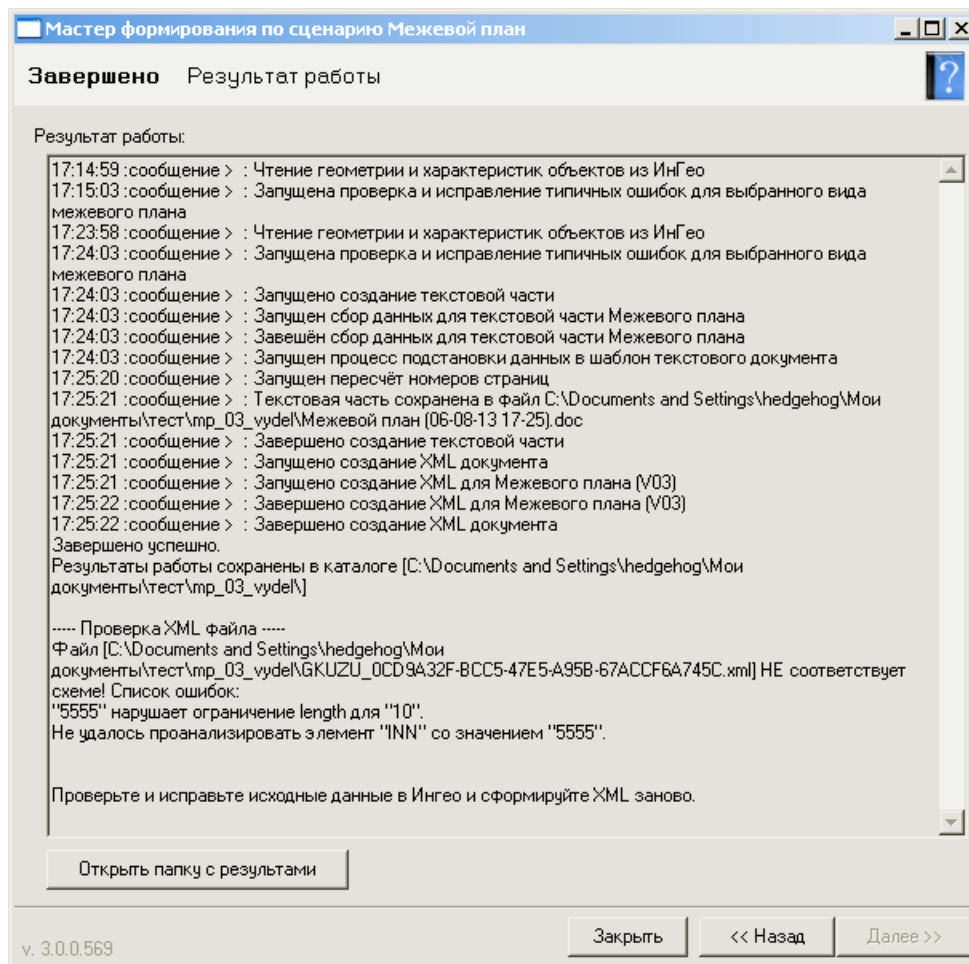 Мастер формирования по сценарию Межевой план
Завершено Результат работы
Результат работы:
17:14:59 :сообщение > : Чтение геометрии и характеристик объектов из ИнГео
17:15:03 :сообщение > : Запущена проверка и исправление типичных ошибок для выбранного вида
межевого плана
17:23:58 :сообщение > : Чтение геометрии и характеристик объектов из ИнГео
17:24:03 :сообщение > : Запущена проверка и исправление типичных ошибок для выбранного вида
межевого плана
17:24:03 :сообщение > : Запущено создание текстовой части
17:24:03 :сообщение > : Запущен сбор данных для текстовой части Межевого плана
17:24:03 :сообщение > : Завешён сбор данных для текстовой части Межевого плана
17:24:03 :сообщение > : Запущен процесс подстановки данных в шаблон текстового документа
17:25:20 :сообщение > : Запущен пересчёт номеров страниц
17:25:21 :сообщение > : Текстовая часть сохранена в файл C:\Documents and Settings\hedgehog\Мои
документы\тест\mp_03_vydel\Межевой план (06-08-13 17-25).doc
17:25:21 :сообщение > : Завершено создание текстовой части
17:25:21 :сообщение > : Запущено создание XML документа
17:25:21 :сообщение > : Запущено создание XML для Межевого плана (V03)
17:25:22 :сообщение > : Завершено создание XML для Межевого плана (V03)
17:25:22 :сообщение > : Завершено создание XML документа
Завершено успешно.
Результаты работы сохранены в каталоге [C:\Documents and Settings\hedgehog\Мои
документы\тест\mp_03_vydel\]
----- Проверка XML файла -----
Файл [C:\Documents and Settings\hedgehog\Мои
документы\тест\mp_03_vydel\GKUZU_0CD9A32F-BCC5-47E5-A95B-67ACCF6A745C.xml] НЕ соответствует
схеме! Список ошибок:
"5555" нарушает ограничение length для "10".
Не удалось проанализировать элемент "INN" со значением "5555".
Проверьте и исправьте исходные данные в Ингео и сформируйте XML заново.
Открыть папку с результатами
v. 3.0.0.569
Закрыть
<< Назад
Далее >>